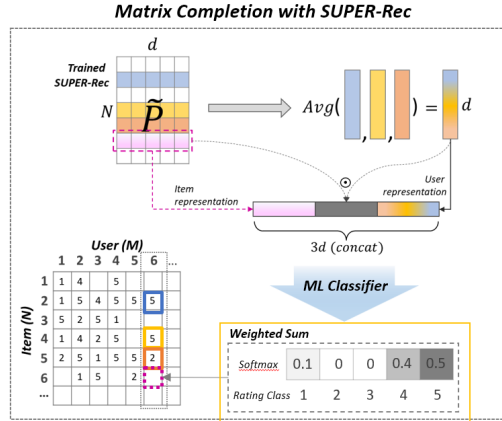 Matrix Completion with SUPER-Rec
d
Trained
SUPER-Rec
N
P̃
Avg( , , ) = d
⊙
Item
representation
User
representation
3d (concat)
User (M)
1 2 3 4 5 6 ...
Item (N)
1 1 4 5
2 1 5 4 5 5 5
3 5 2 5 1
4 1 4 2 5 5
5 2 5 1 5 5 2
6 1 5 2
...
ML Classifier
Weighted Sum
Softmax 0.1 0 0 0.4 0.5
Rating Class 1 2 3 4 5